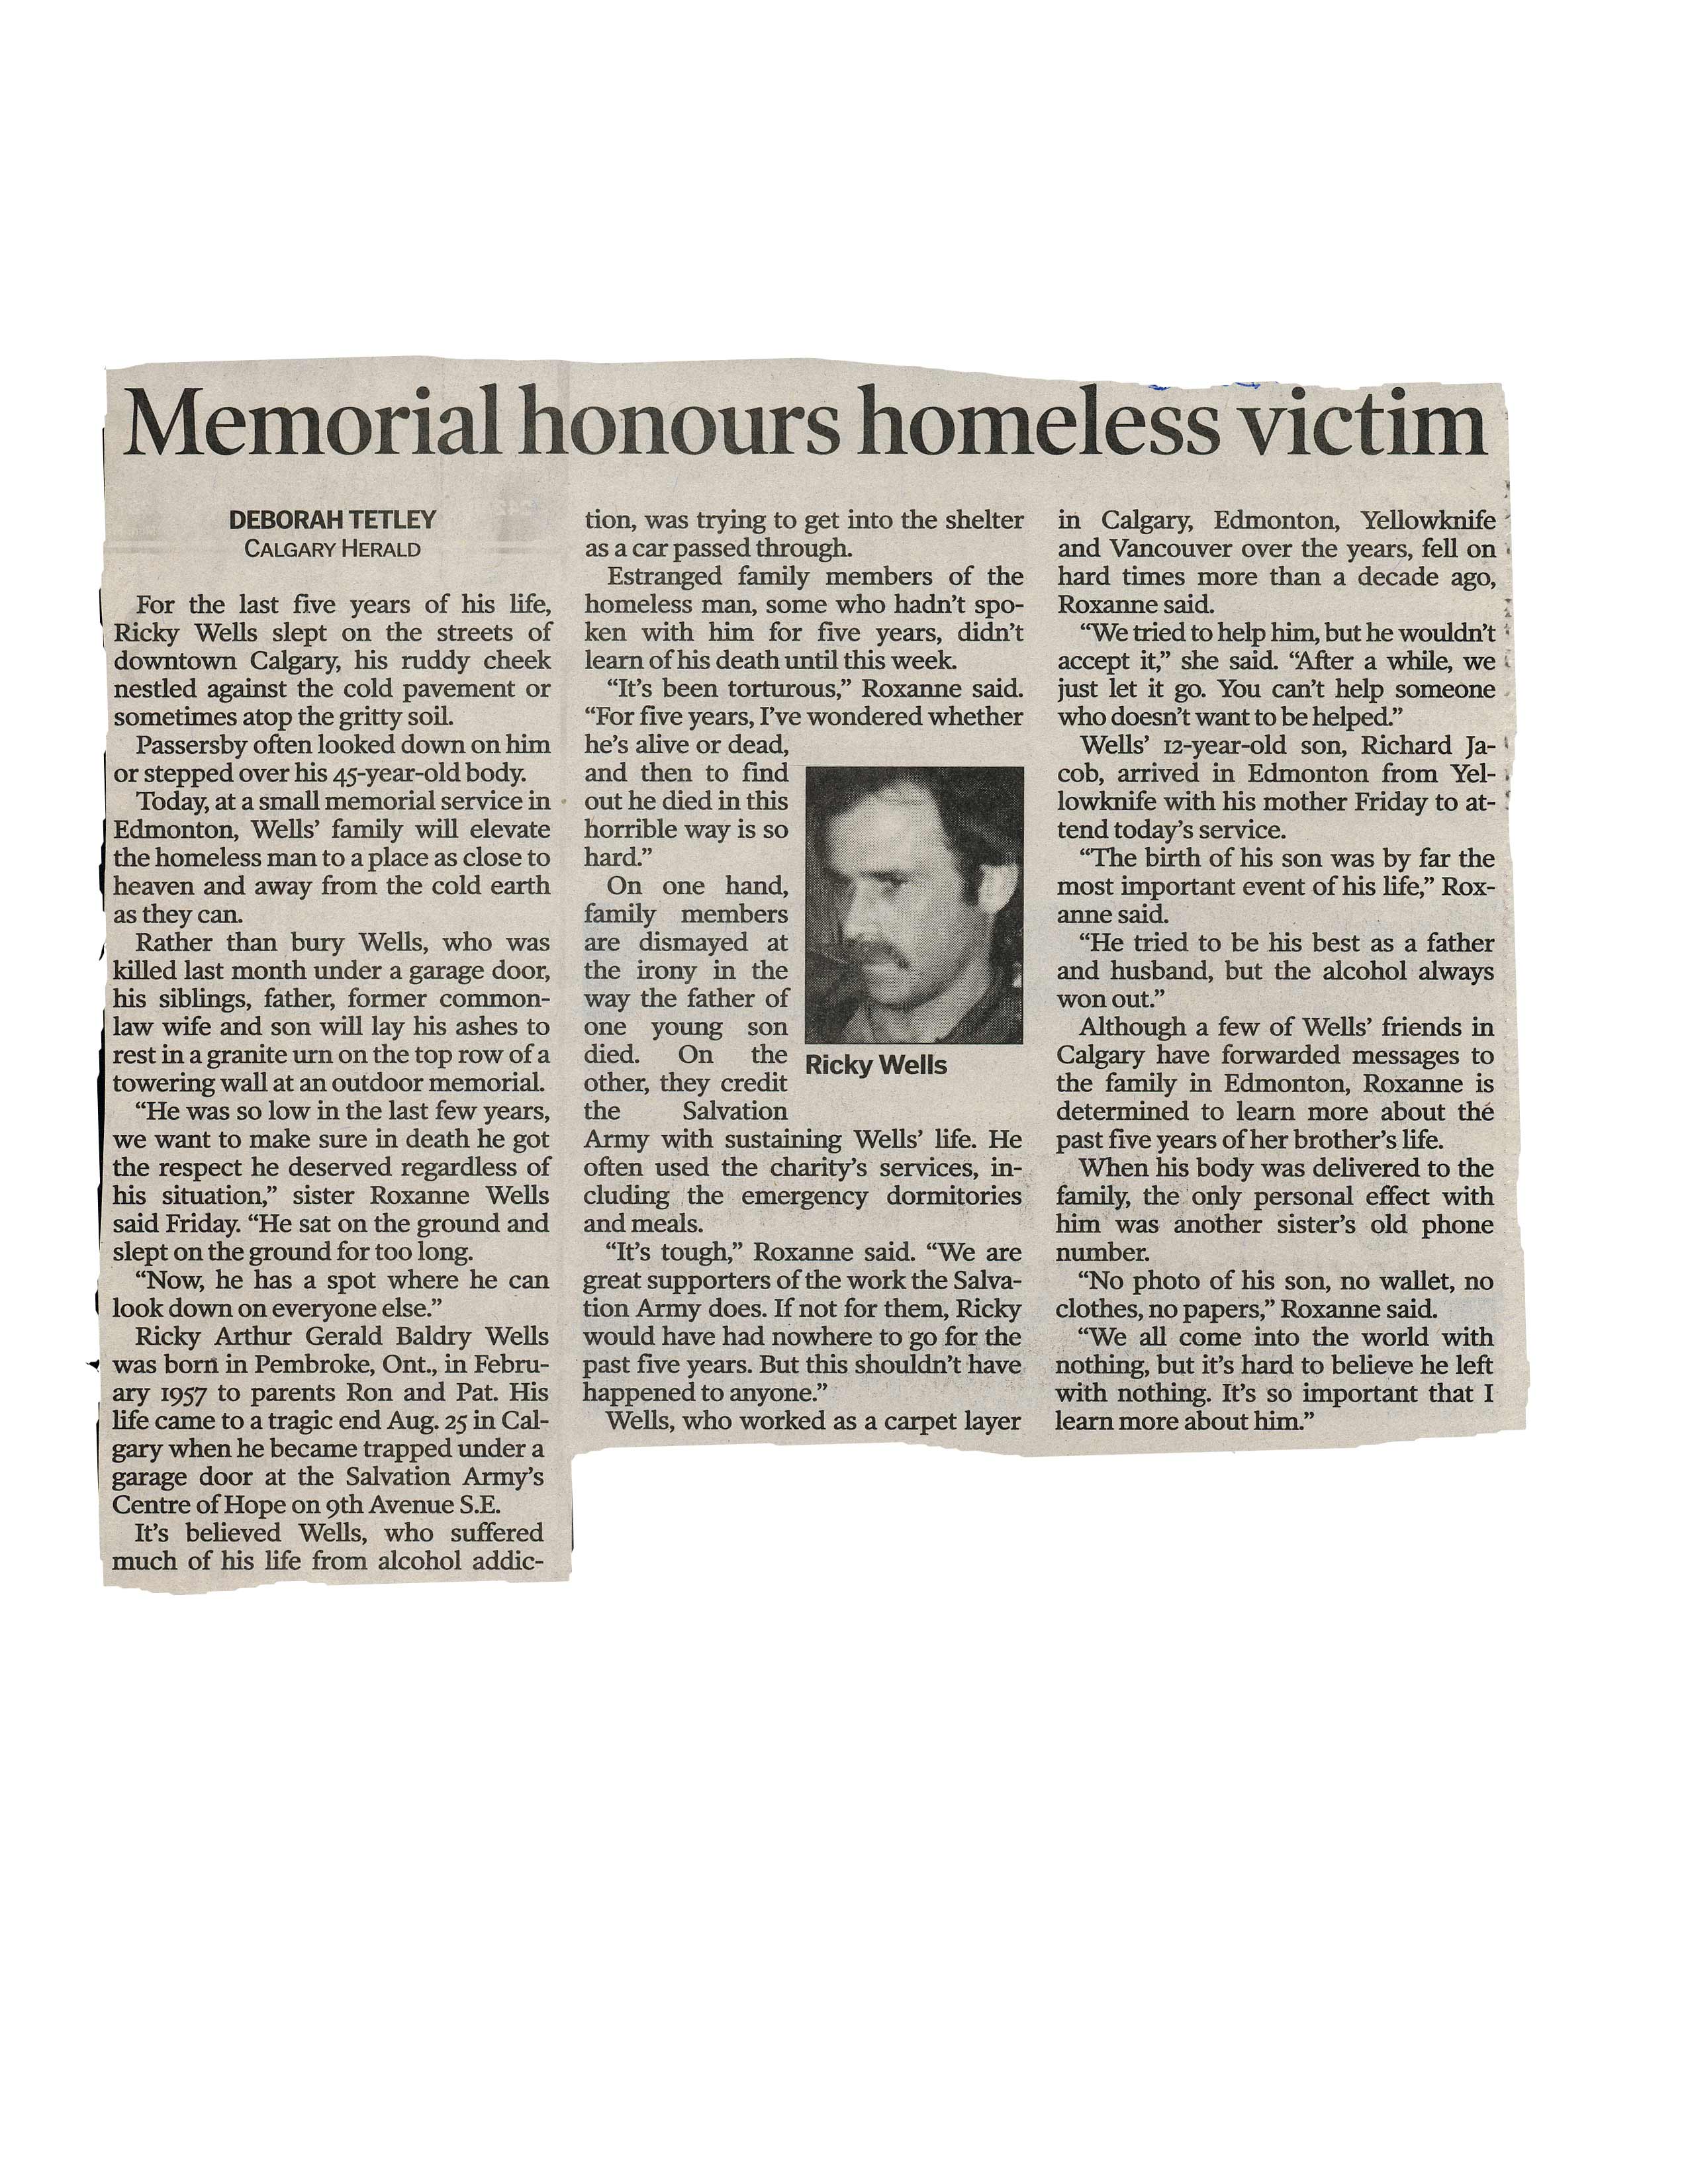 Memorial honours homeless victim
DEBORAH TETLEY
CALGARY HERALD
For the last five years of his life,
Ricky Wells slept on the streets of
downtown Calgary, his ruddy cheek
nestled against the cold pavement or
sometimes atop the gritty soil.
Passersby often looked down on him
or stepped over his 45-year-old body.
Today, at a small memorial service in
Edmonton, Wells’ family will elevate
the homeless man to a place as close to
heaven and away from the cold earth
as they can.
Rather than bury Wells, who was
killed last month under a garage door,
his siblings, father, former common-
law wife and son will lay his ashes to
rest in a granite urn on the top row of a
towering wall at an outdoor memorial.
“He was so low in the last few years,
we want to make sure in death he got
the respect he deserved regardless of
his situation,” sister Roxanne Wells
said Friday. “He sat on the ground and
slept on the ground for too long.
“Now, he has a spot where he can
look down on everyone else.”
Ricky Arthur Gerald Baldry Wells
was born in Pembroke, Ont., in Febru-
ary 1957 to parents Ron and Pat. His
life came to a tragic end Aug. 25 in Cal-
gary when he became trapped under a
garage door at the Salvation Army’s
Centre of Hope on 9th Avenue S.E.
It’s believed Wells, who suffered
much of his life from alcohol addic-
tion, was trying to get into the shelter
as a car passed through.
Estranged family members of the
homeless man, some who hadn’t spo-
ken with him for five years, didn’t
learn of his death until this week.
“It’s been torturous,” Roxanne said.
“For five years, I’ve wondered whether
he’s alive or dead,
and then to find
out he died in this
horrible way is so
hard.”
On one hand,
family members
are dismayed at
the irony in the
way the father of
one young son
died. On the
other, they credit
the Salvation
Army with sustaining Wells’ life. He
often used the charity’s services, in-
cluding the emergency dormitories
and meals.
“It’s tough,” Roxanne said. “We are
great supporters of the work the Salva-
tion Army does. If not for them, Ricky
would have had nowhere to go for the
past five years. But this shouldn’t have
happened to anyone.”
Wells, who worked as a carpet layer
Ricky Wells
in Calgary, Edmonton, Yellowknife
and Vancouver over the years, fell on
hard times more than a decade ago,
Roxanne said.
“We tried to help him, but he wouldn’t
accept it,” she said. “After a while, we
just let it go. You can’t help someone
who doesn’t want to be helped.”
Wells’ 12-year-old son, Richard Ja-
cob, arrived in Edmonton from Yel-
lowknife with his mother Friday to at-
tend today’s service.
“The birth of his son was by far the
most important event of his life,” Rox-
anne said.
“He tried to be his best as a father
and husband, but the alcohol always
won out.”
Although a few of Wells’ friends in
Calgary have forwarded messages to
the family in Edmonton, Roxanne is
determined to learn more about the
past five years of her brother’s life.
When his body was delivered to the
family, the only personal effect with
him was another sister’s old phone
number.
“No photo of his son, no wallet, no
clothes, no papers,” Roxanne said.
“We all come into the world with
nothing, but it’s hard to believe he left
with nothing. It’s so important that I
learn more about him.”